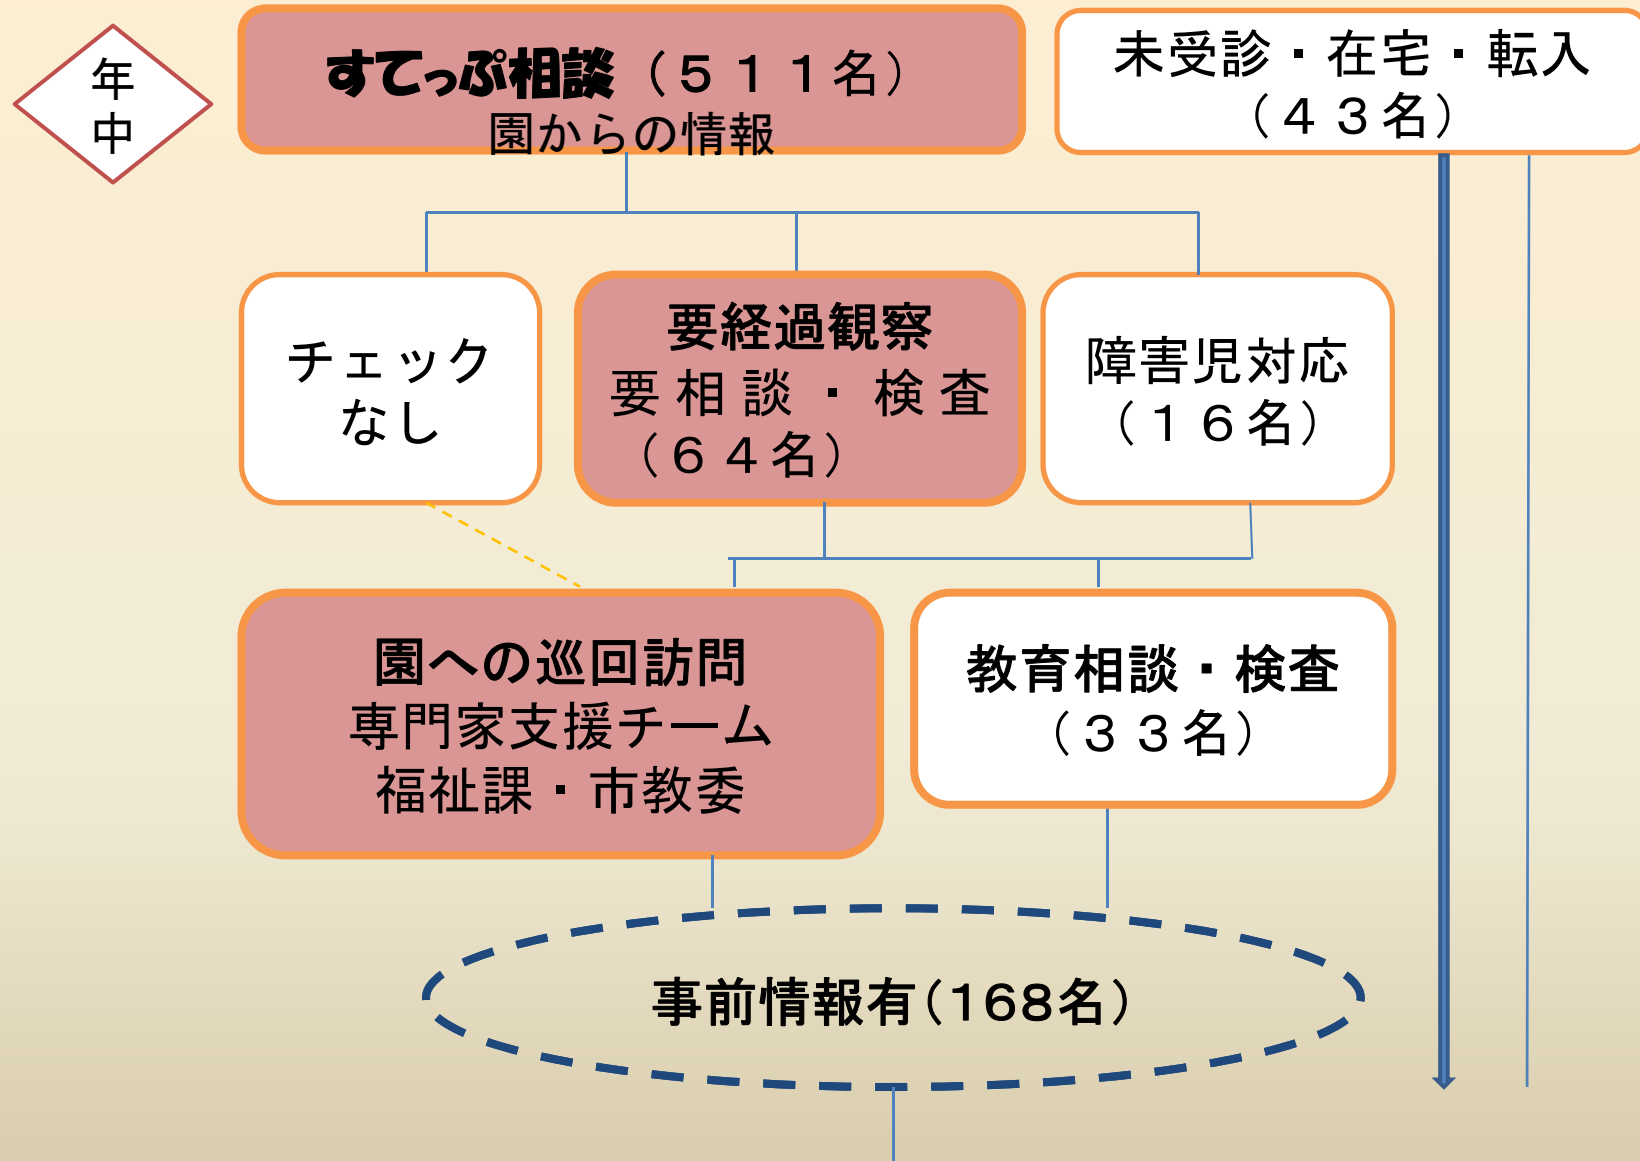 年
中
すてっぷ相談（５１１名）
園からの情報
未受診・在宅・転入
（４３名）
チェック
なし
要経過観察
要相談・検査
（６４名）
障害児対応
（１６名）
園への巡回訪問
専門家支援チーム
福祉課・市教委
教育相談・検査
（３３名）
事前情報有（168名）